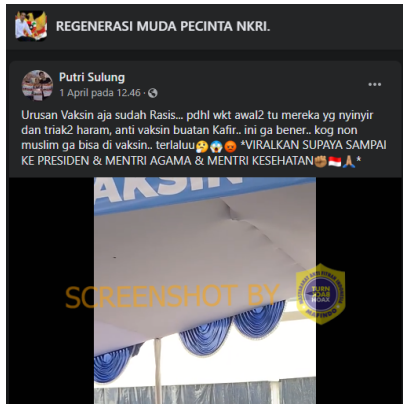 REGENERASI MUDA PECINTA NKRI.
Putri Sulung
1 April pada 12.46 ·
Urusan Vaksin aja sudah Rasis... pdhl wkt awal2 tu mereka yg nyinyir
dan triak2 haram, anti vaksin buatan Kafir.. ini ga bener.. kog non
muslim ga bisa di vaksin.. terlaluu🤔😱😡 *VIRALKAN SUPAYA SAMPAI
KE PRESIDEN & MENTRI AGAMA & MENTRI KESEHATAN✊🏾🇮🇩🙏🏽*
VAKSIN
SCREENSHOT BY
TURN
BACK
HOAX
MAFINDO